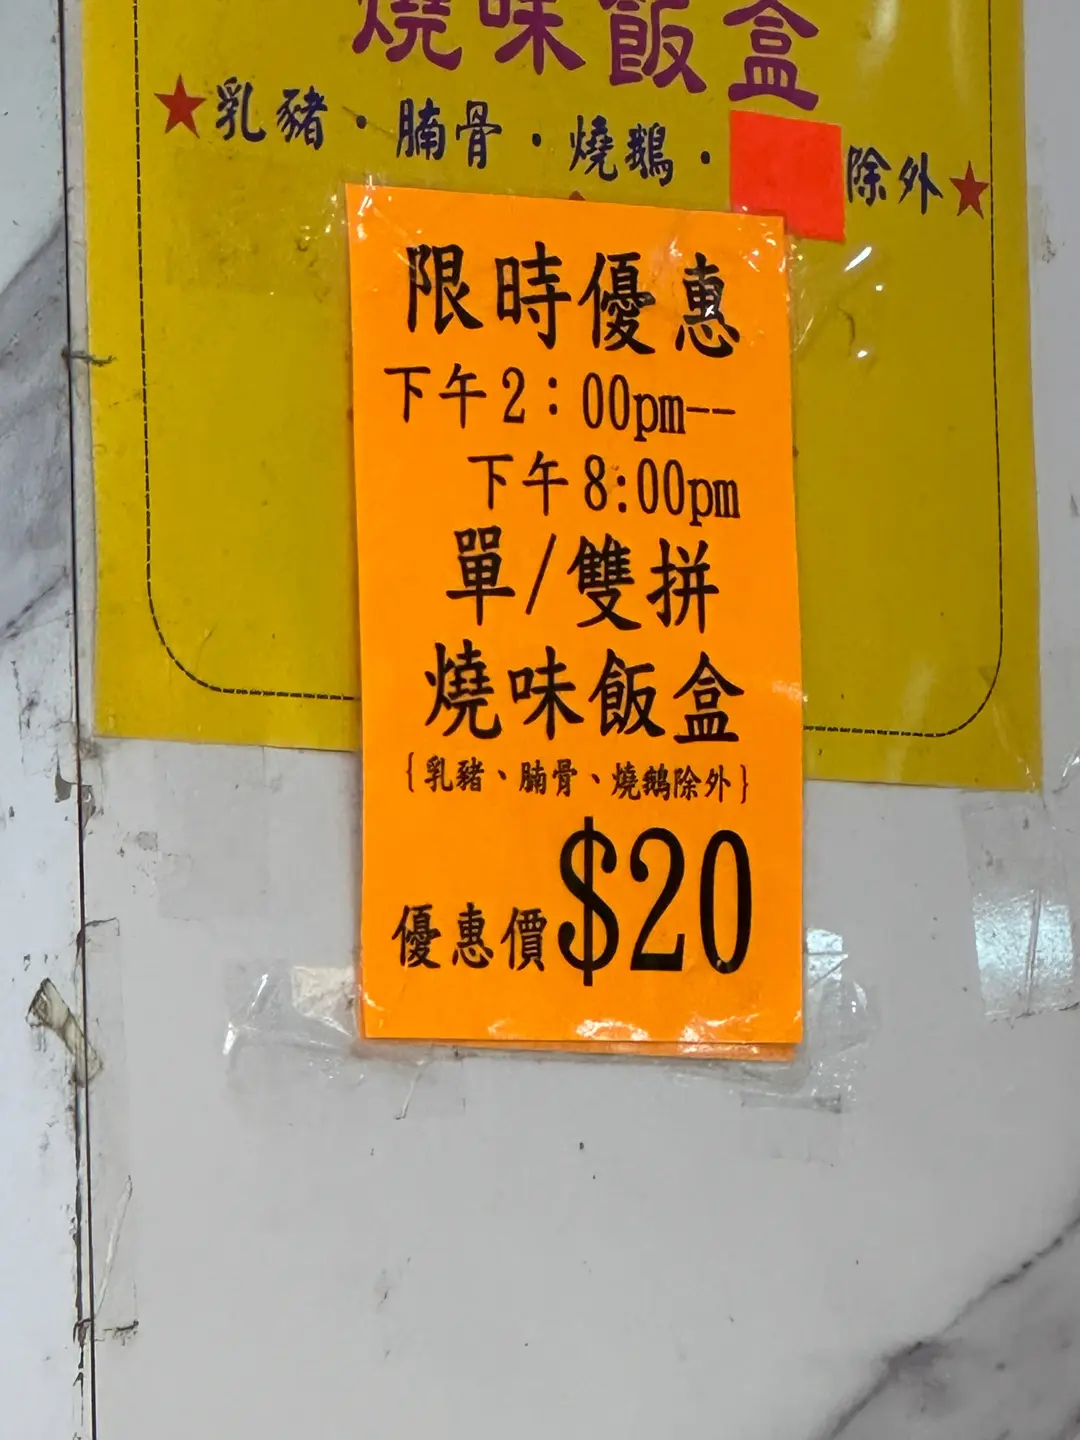 燒味飯盒
★乳豬·腩骨·燒鵝·除外★
限時優惠
下午2：00pm--
下午8:00pm
單/雙拼
燒味飯盒
{乳豬、腩骨、燒鵝除外}
優惠價$20